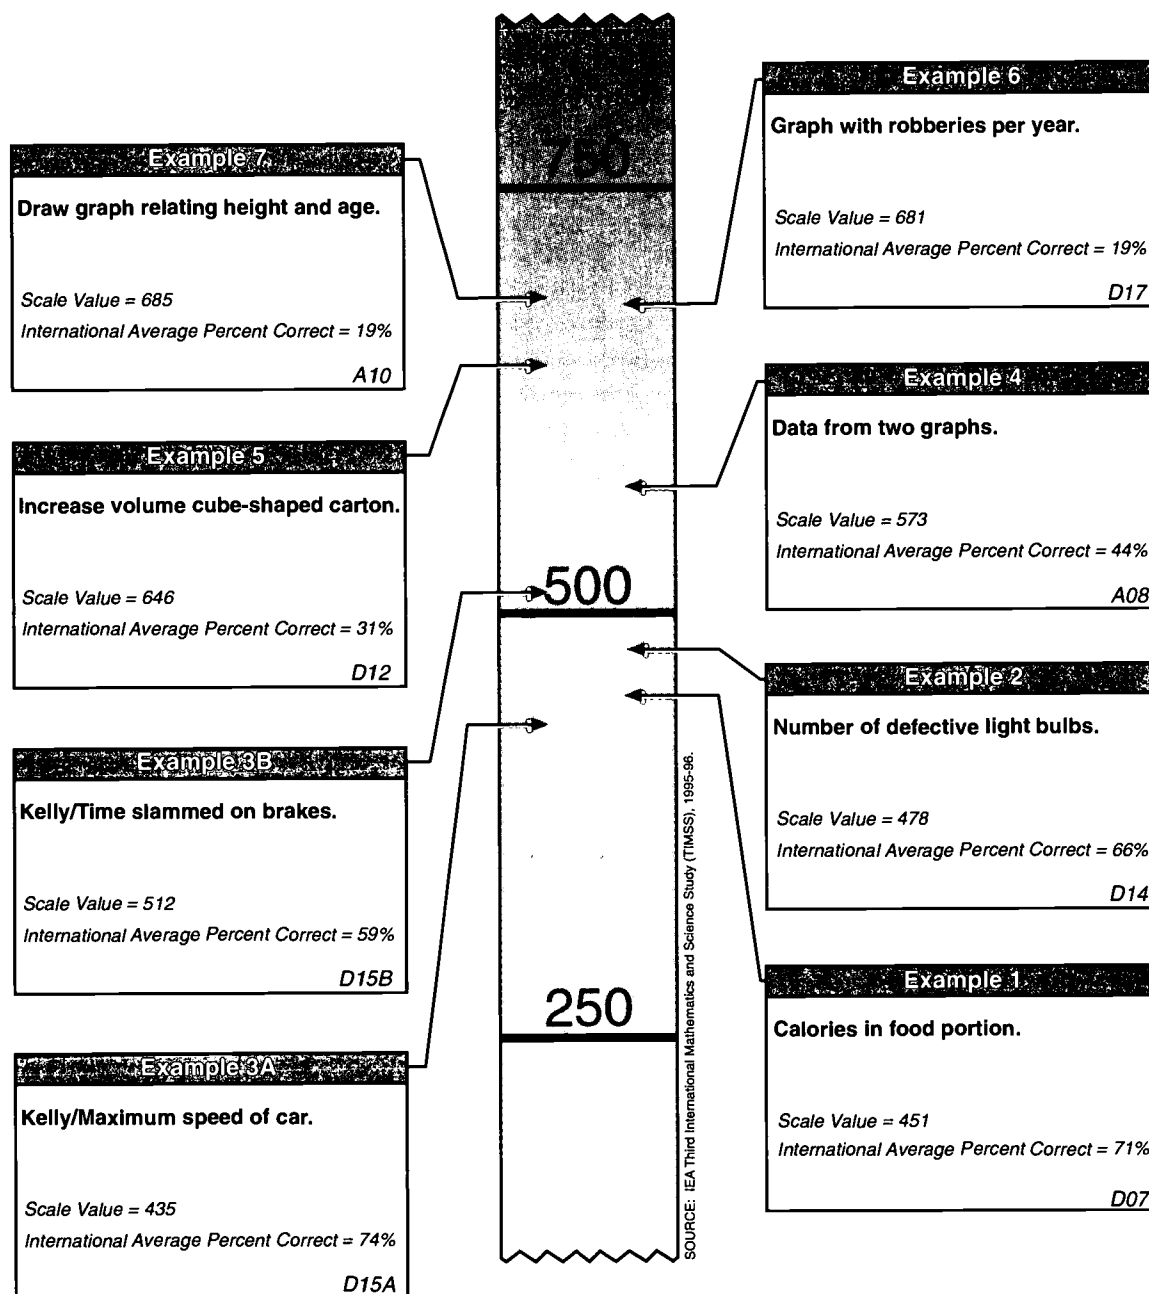 Example 7
Draw graph relating height and age.
Scale Value = 685
International Average Percent Correct = 19%
A10
Example 5
Increase volume cube-shaped carton.
Scale Value = 646
International Average Percent Correct = 31%
D12
Example 3B
Kelly/Time slammed on brakes.
Scale Value = 512
International Average Percent Correct = 59%
D15B
Example 3A
Kelly/Maximum speed of car.
Scale Value = 435
International Average Percent Correct = 74%
D15A
750
500
250
SOURCE: IEA Third International Mathematics and Science Study (TIMSS), 1995-96.
Example 6
Graph with robberies per year.
Scale Value = 681
International Average Percent Correct = 19%
D17
Example 4
Data from two graphs.
Scale Value = 573
International Average Percent Correct = 44%
A08
Example 2
Number of defective light bulbs.
Scale Value = 478
International Average Percent Correct = 66%
D14
Example 1
Calories in food portion.
Scale Value = 451
International Average Percent Correct = 71%
D07